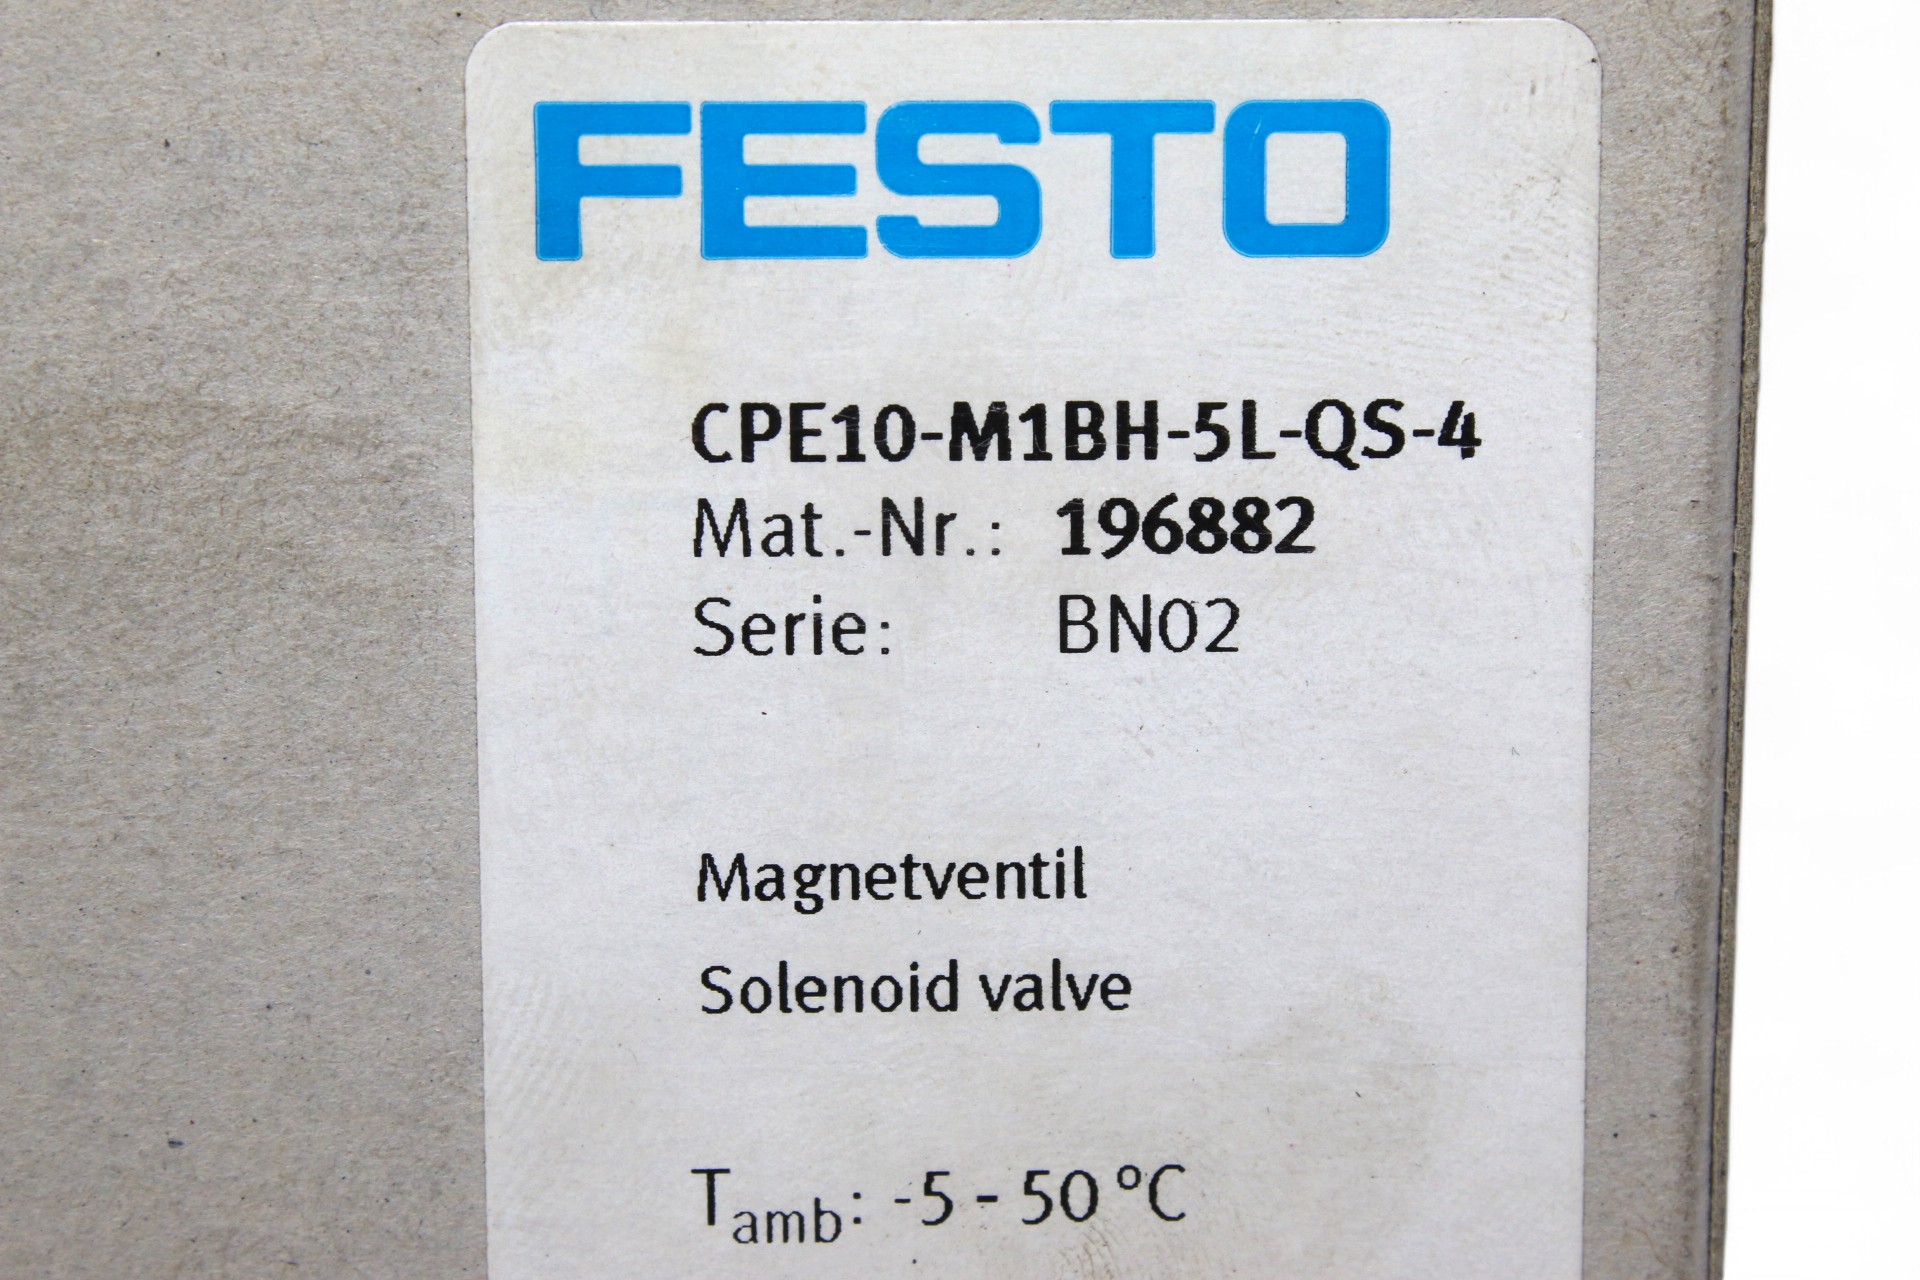 FESTO
CPE10-M1BH-5L-QS-4
Mat.-Nr.: 196882
Serie: BN02
Magnetventil
Solenoid valve
Tamb: -5 - 50 °C